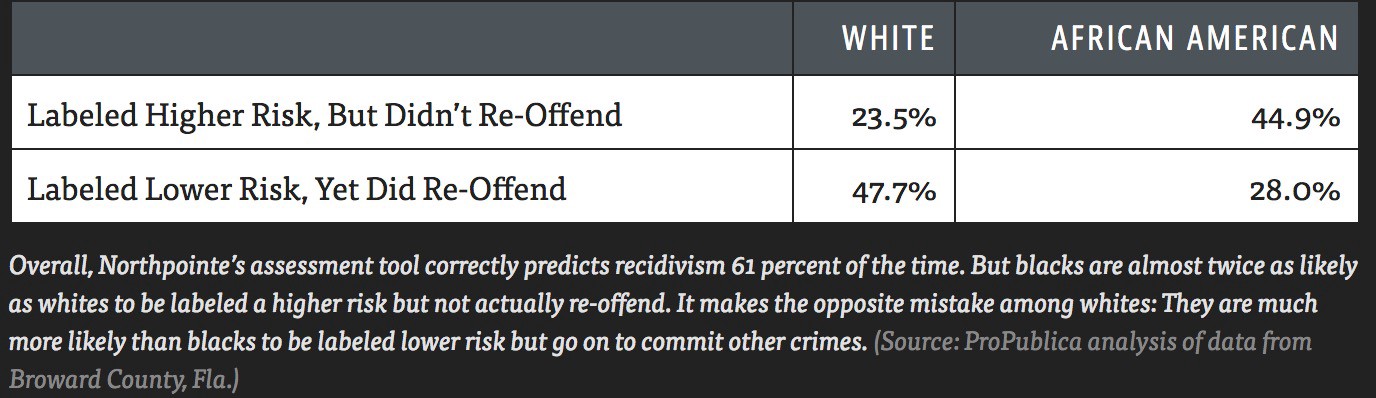 WHITE AFRICAN AMERICAN
Labeled Higher Risk, But Didn’t Re-Offend 23.5% 44.9%
Labeled Lower Risk, Yet Did Re-Offend 47.7% 28.0%
Overall, Northpointe’s assessment tool correctly predicts recidivism 61 percent of the time. But blacks are almost twice as likely
as whites to be labeled a higher risk but not actually re-offend. It makes the opposite mistake among whites: They are much
more likely than blacks to be labeled lower risk but go on to commit other crimes. (Source: ProPublica analysis of data from
Broward County, Fla.)